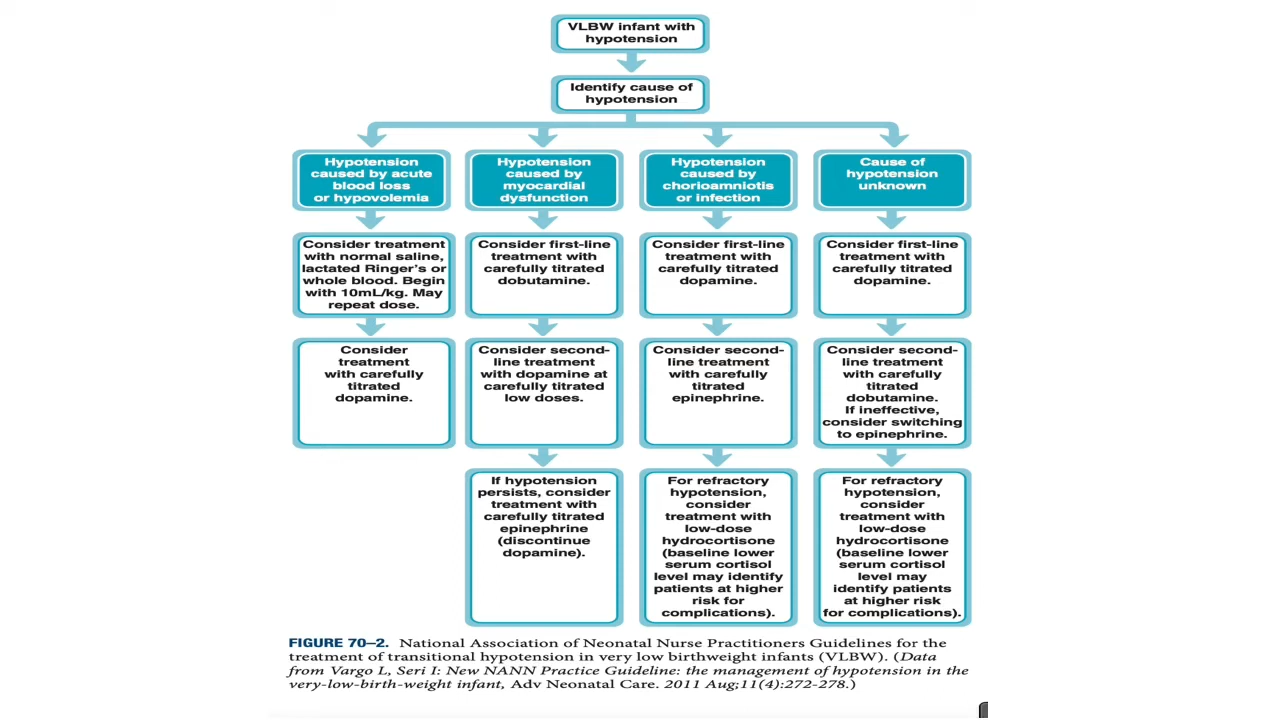 VLBW infant with
hypotension
Identify cause of
hypotension
Hypotension
caused by acute
blood loss
or hypovolemia
Hypotension
caused by
myocardial
dysfunction
Hypotension
caused by
chorioamniotis
or infection
Cause of
hypotension
unknown
Consider treatment
with normal saline,
lactated Ringer's or
whole blood. Begin
with 10mL/kg. May
repeat dose.
Consider first-line
treatment with
carefully titrated
dobutamine.
Consider first-line
treatment with
carefully titrated
dopamine.
Consider first-line
treatment with
carefully titrated
dopamine.
Consider
treatment
with carefully
titrated
dopamine.
Consider second-
line treatment
with dopamine at
carefully titrated
low doses.
Consider second-
line treatment
with carefully
titrated
epinephrine.
Consider second-
line treatment
with carefully
titrated
dobutamine.
If ineffective,
consider switching
to epinephrine.
If hypotension
persists, consider
treatment with
carefully titrated
epinephrine
(discontinue
dopamine).
For refractory
hypotension,
consider
treatment with
low-dose
hydrocortisone
(baseline lower
serum cortisol
level may identify
patients at higher
risk for
complications).
For refractory
hypotension,
consider
treatment with
low-dose
hydrocortisone
(baseline lower
serum cortisol
level may
identify patients
at higher risk
for complications).
FIGURE 70–2. National Association of Neonatal Nurse Practitioners Guidelines for the
treatment of transitional hypotension in very low birthweight infants (VLBW). (Data
from Vargo L, Seri I: New NANN Practice Guideline: the management of hypotension in the
very-low-birth-weight infant, Adv Neonatal Care. 2011 Aug;11(4):272-278.)